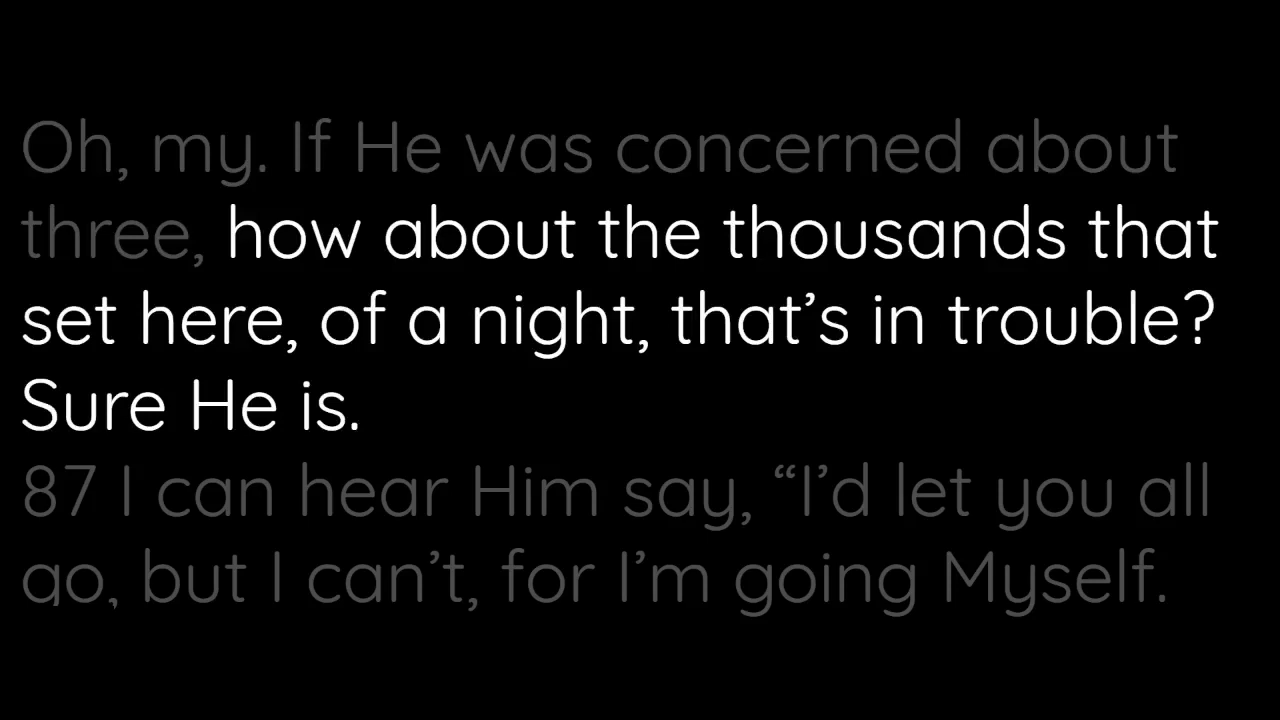 Oh, my. If He was concerned about
three, how about the thousands that
set here, of a night, that’s in trouble?
Sure He is.
87 I can hear Him say, “I’d let you all
go, but I can’t, for I’m going Myself.